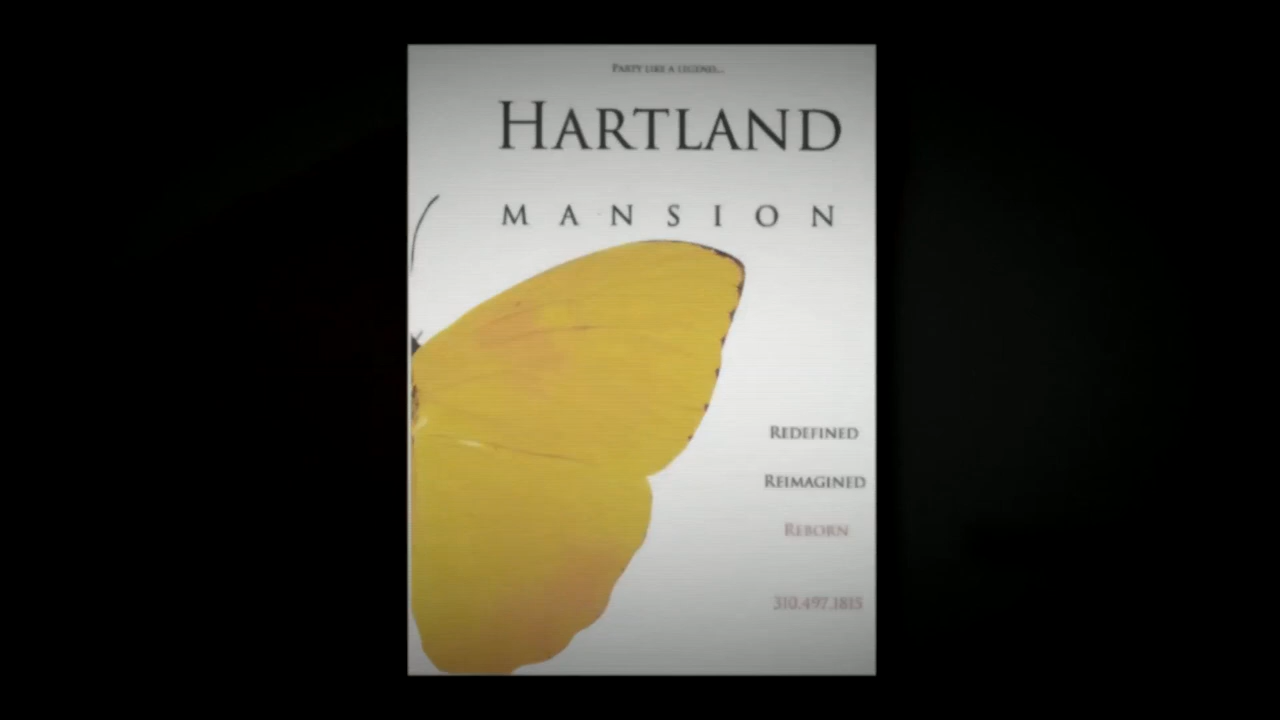 Party like a legend...
Hartland
MANSION
Redefined
Reimagined
Reborn
310.497.1815